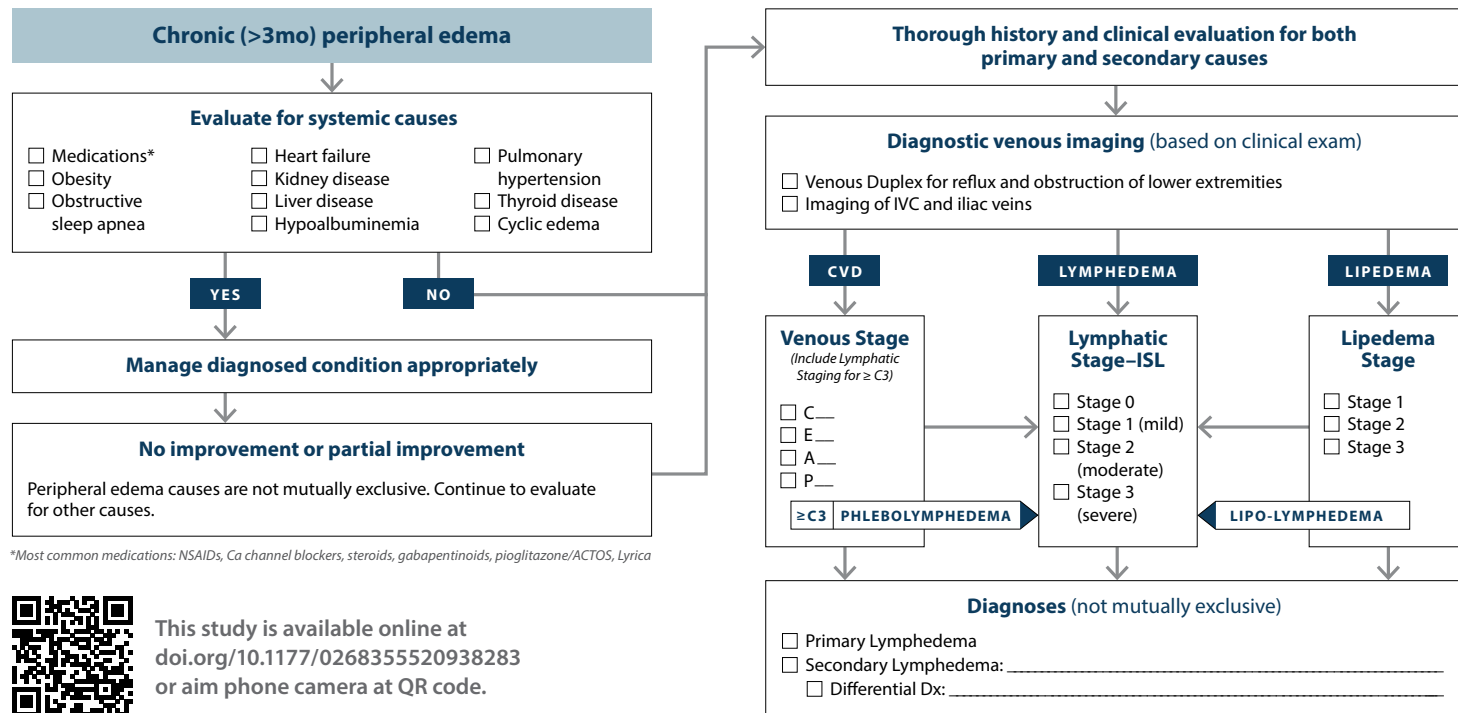 Chronic (>3mo) peripheral edema
Evaluate for systemic causes
Medications*
Obesity
Obstructive
sleep apnea
Heart failure
Kidney disease
Liver disease
Hypoalbuminemia
Pulmonary
hypertension
Thyroid disease
Cyclic edema
YES
NO
Manage diagnosed condition appropriately
No improvement or partial improvement
Peripheral edema causes are not mutually exclusive. Continue to evaluate
for other causes.
*Most common medications: NSAIDs, Ca channel blockers, steroids, gabapentinoids, pioglitazone/ACTOS, Lyrica
This study is available online at
doi.org/10.1177/0268355520938283
or aim phone camera at QR code.
Thorough history and clinical evaluation for both
primary and secondary causes
Diagnostic venous imaging (based on clinical exam)
Venous Duplex for reflux and obstruction of lower extremities
Imaging of IVC and iliac veins
CVD
LYMPHEDEMA
LIPEDEMA
Venous Stage
(Include Lymphatic
Staging for ≥ C3)
C__
E__
A__
P__
Lymphatic
Stage–ISL
Stage 0
Stage 1 (mild)
Stage 2
(moderate)
Stage 3
(severe)
Lipedema
Stage
Stage 1
Stage 2
Stage 3
≥C3 PHLEBOLYMPHEDEMA
LIPO-LYMPHEDEMA
Diagnoses (not mutually exclusive)
Primary Lymphedema
Secondary Lymphedema:
Differential Dx: